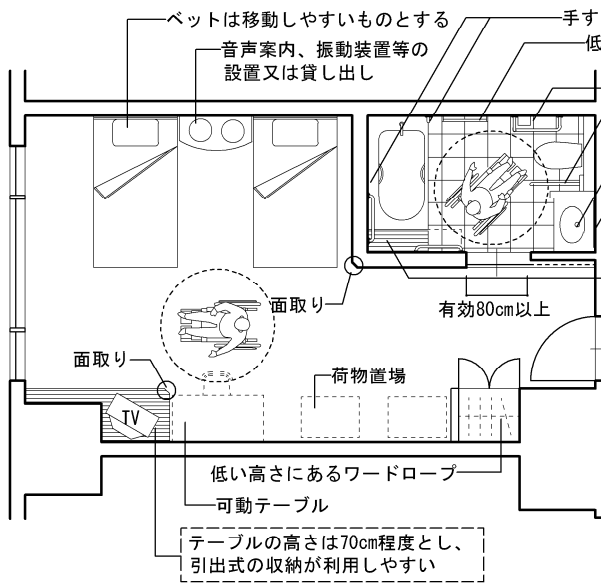 ベットは移動しやすいものとする
手す
音声案内、振動装置等の
設置又は貸し出し
低
面取り
有効80cm以上
面取り
荷物置場
TV
低い高さにあるワードロープ
可動テーブル
テーブルの高さは70cm程度とし、
引出式の収納が利用しやすい